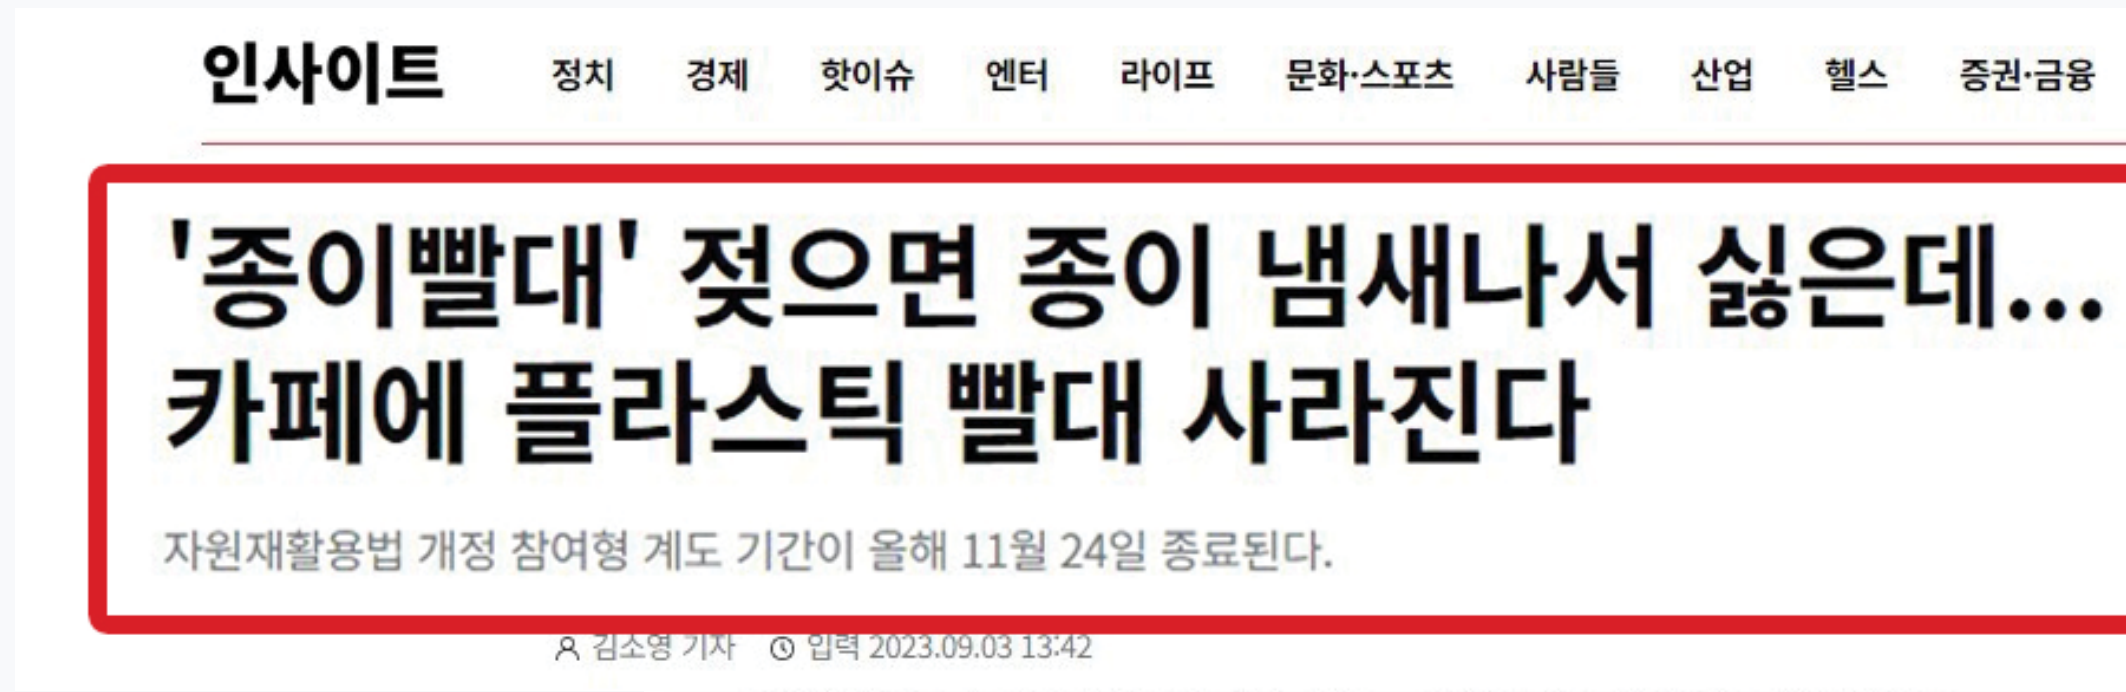 인사이트 정치 경제 핫이슈 엔터 라이프 문화·스포츠 사람들 산업 헬스 증권·금융
'종이빨대' 젖으면 종이 냄새나서 싫은데...
카페에 플라스틱 빨대 사라진다
자원재활용법 개정 참여형 계도 기간이 올해 11월 24일 종료된다.
김소영 기자 입력 2023.09.03 13:42